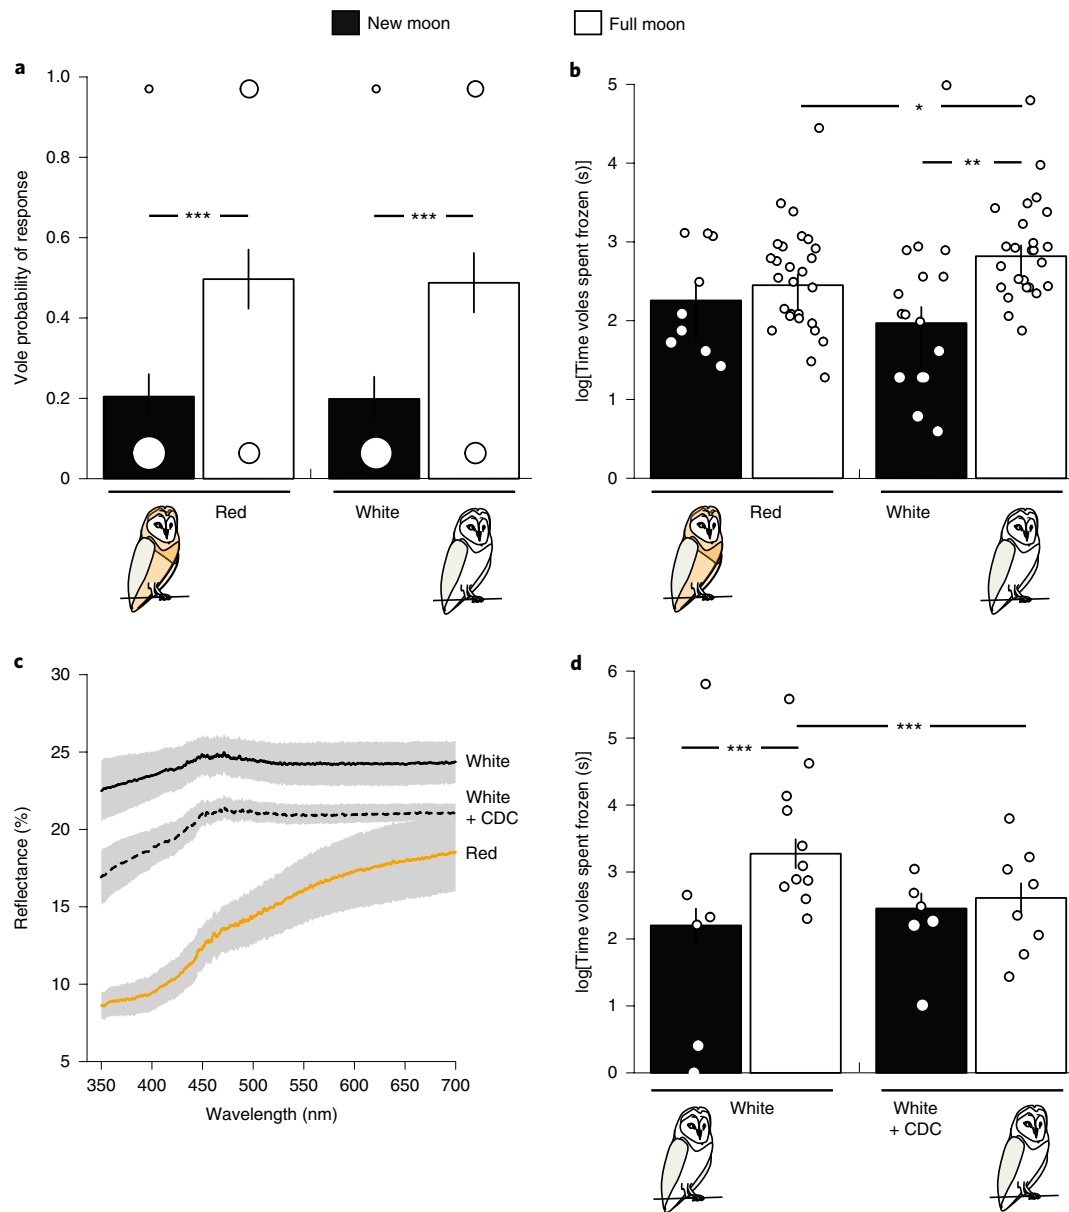 New moon
Full moon
a
Vole probability of response
1.0
0.8
0.6
0.4
0.2
0
***
***
Red
White
b
log[Time voles spent frozen (s)]
5
4
3
2
1
0
*
**
Red
White
c
Reflectance (%)
30
25
20
15
10
5
White
White
+ CDC
Red
350 400 450 500 550 600 650 700
Wavelength (nm)
d
log[Time voles spent frozen (s)]
6
5
4
3
2
1
0
***
***
White
White
+ CDC